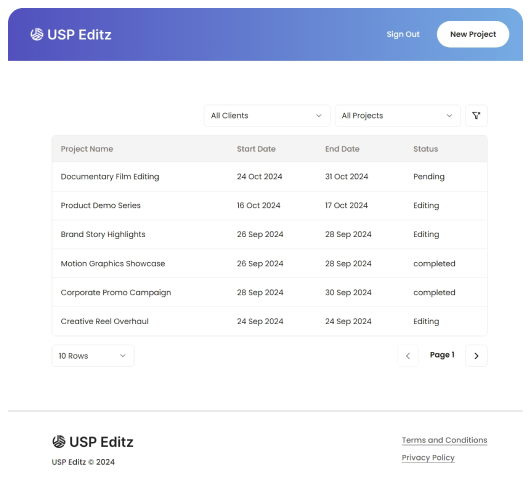 USP Editz
Sign Out
New Project
All Clients
All Projects
Project Name Start Date End Date Status
Documentary Film Editing 24 Oct 2024 31 Oct 2024 Pending
Product Demo Series 16 Oct 2024 17 Oct 2024 Editing
Brand Story Highlights 26 Sep 2024 28 Sep 2024 Editing
Motion Graphics Showcase 26 Sep 2024 28 Sep 2024 completed
Corporate Promo Campaign 28 Sep 2024 30 Sep 2024 completed
Creative Reel Overhaul 24 Sep 2024 24 Sep 2024 Editing
10 Rows
Page 1
USP Editz
Terms and Conditions
USP Editz © 2024
Privacy Policy